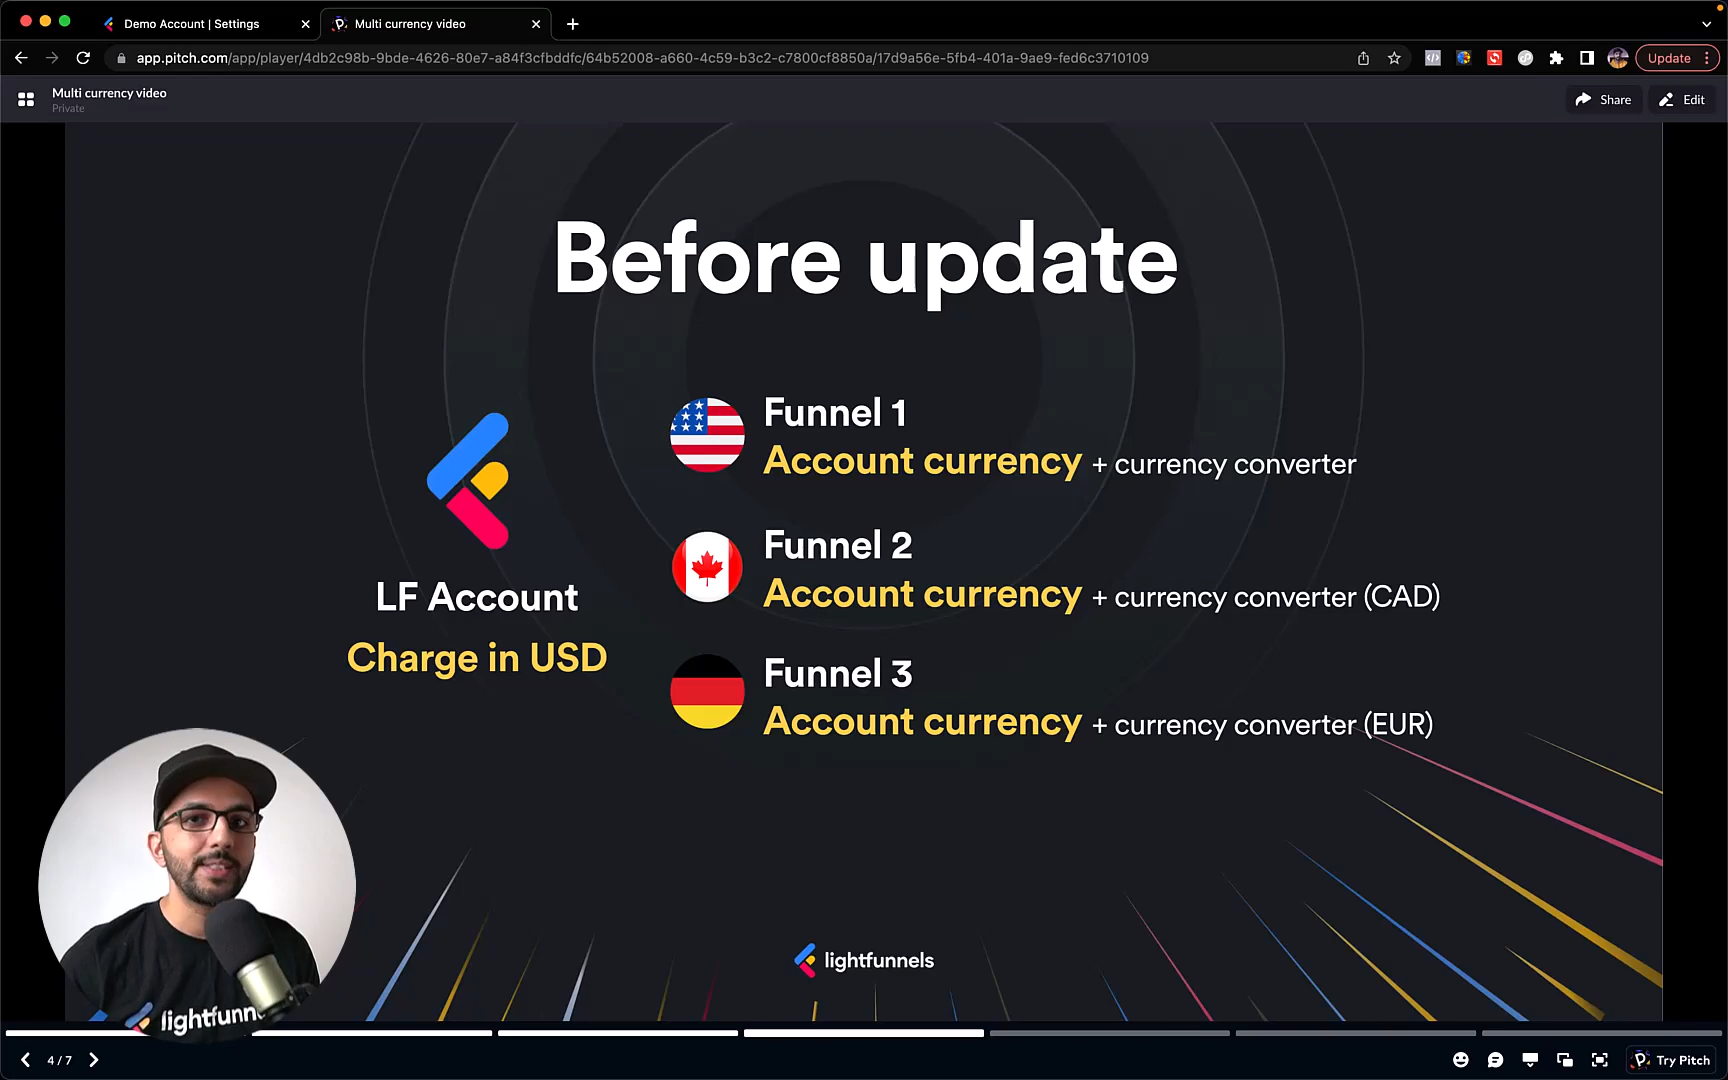 Demo Account | Settings
Multi currency video
app.pitch.com/app/player/4db2c98b-9bde-4626-80e7-a84f3cfbddfc/64b52008-a660-4c59-b3c2-c7800cf8850a/17d9a56e-5fb4-401a-9ae9-fed6c3710109
Update
Multi currency video
Private
Share
Edit
Before update
Funnel 1
Account currency + currency converter
Funnel 2
Account currency + currency converter (CAD)
Funnel 3
Account currency + currency converter (EUR)
LF Account
Charge in USD
lightfunnels
lightfunn
4 / 7
Try Pitch